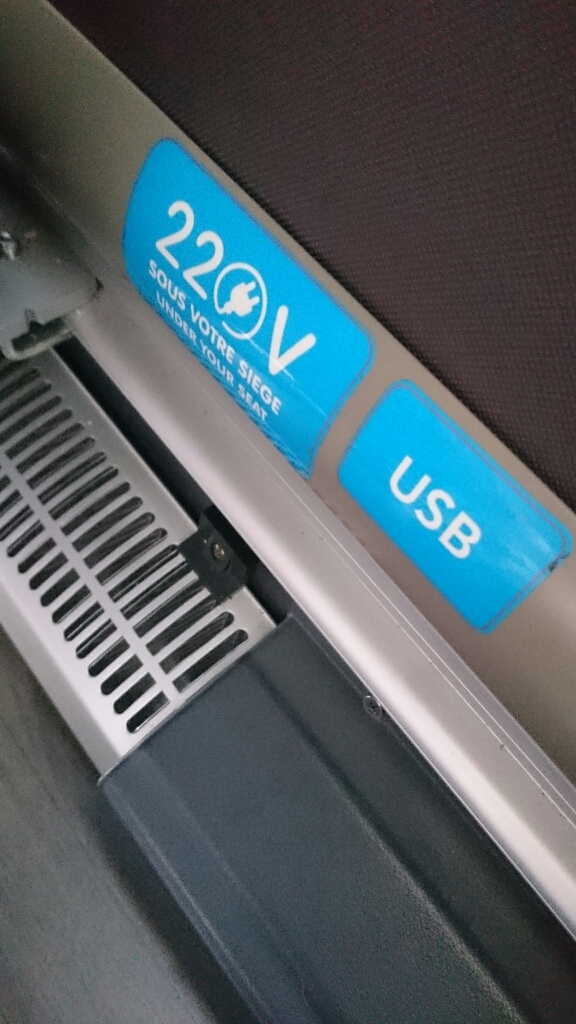 220V
SOUS VOTRE SIEGE
UNDER YOUR SEAT
USB